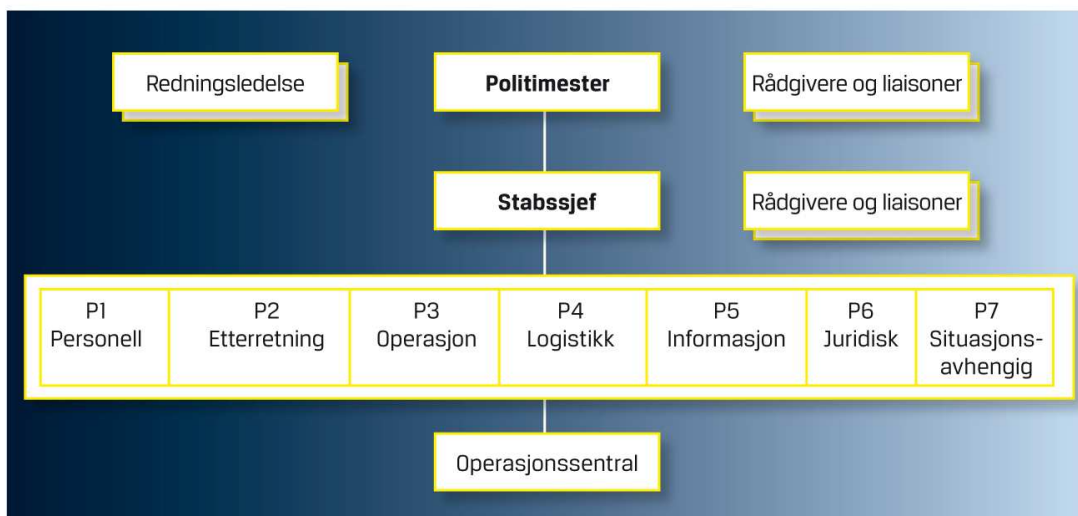 Redningsledelse
Politimester
Rådgivere og liaisoner
Stabssjef
Rådgivere og liaisoner
P1
Personell
P2
Etterretning
P3
Operasjon
P4
Logistikk
P5
Informasjon
P6
Juridisk
P7
Situasjons-
avhengig
Operasjonssentral